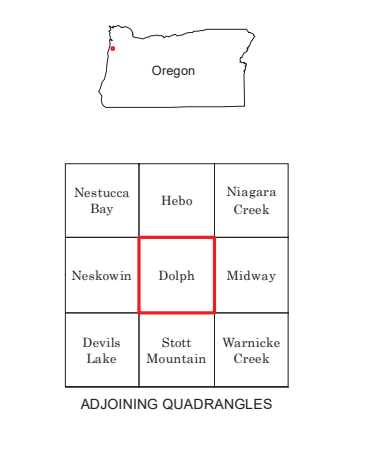 Oregon
Nestucca
Bay
Hebo
Niagara
Creek
Neskowin
Dolph
Midway
Devils
Lake
Stott
Mountain
Warnicke
Creek
ADJOINING QUADRANGLES